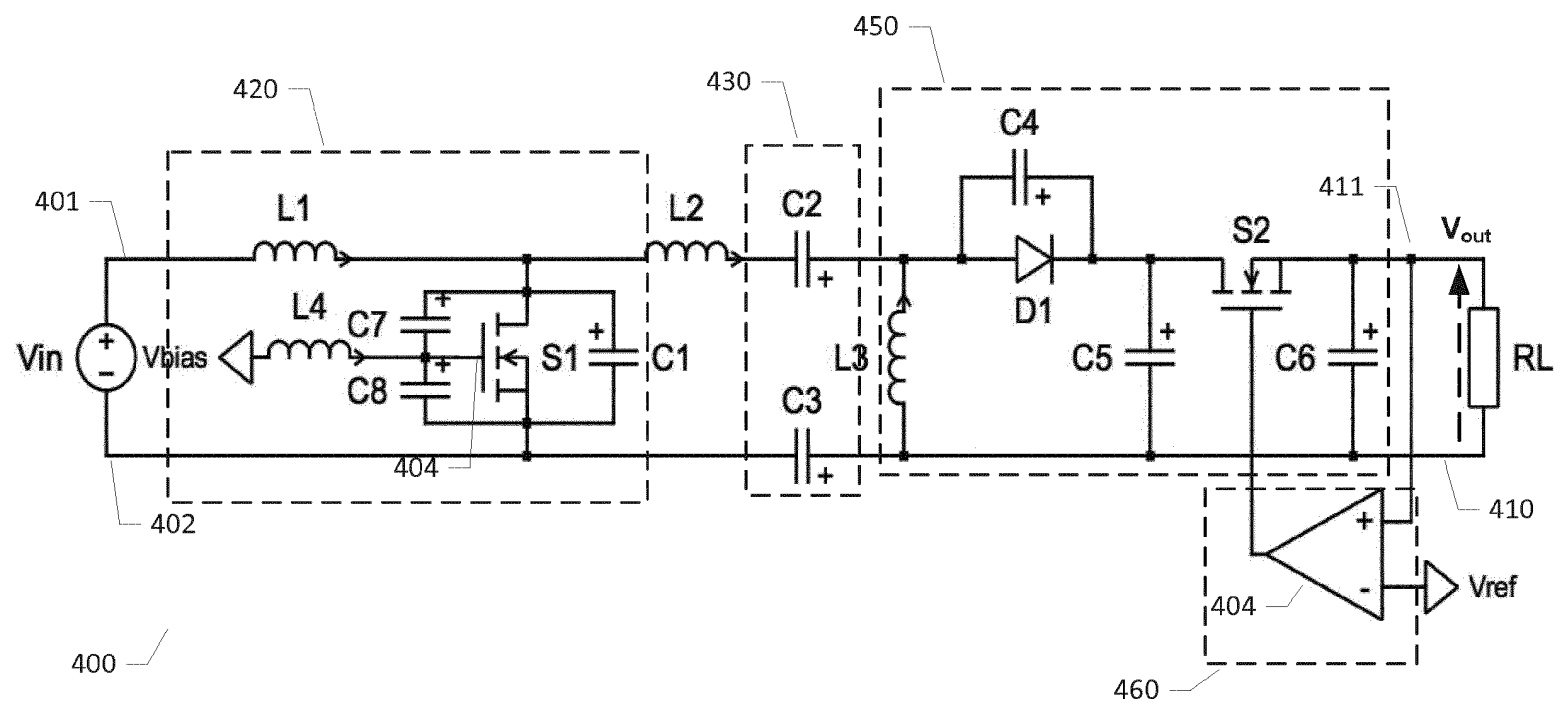 450
420
430
C4
401
L1
L2
C2
411
S2
Vout
L4
C7
D1
Vin
+
-
Vbias
S1
C1
L3
C5
C6
RL
C8
C3
404
402
410
+
-
404
Vref
400
460
+
+
+
+
+
+
+
+